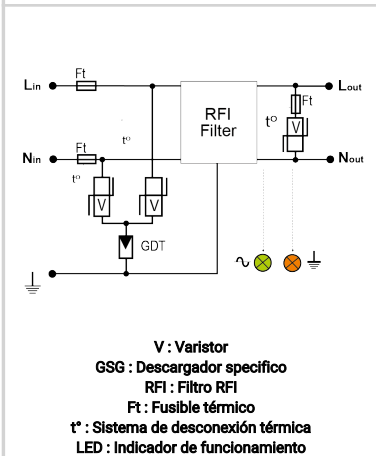 Ft
Lin
Lout
RFI
Filter
Ft
t°
V
t°
Ft
Nin
Nout
t°
V
V
GDT
V : Varistor
GSG : Descargador specifico
RFI : Filtro RFI
Ft : Fusible térmico
t° : Sistema de desconexión térmica
LED : Indicador de funcionamiento